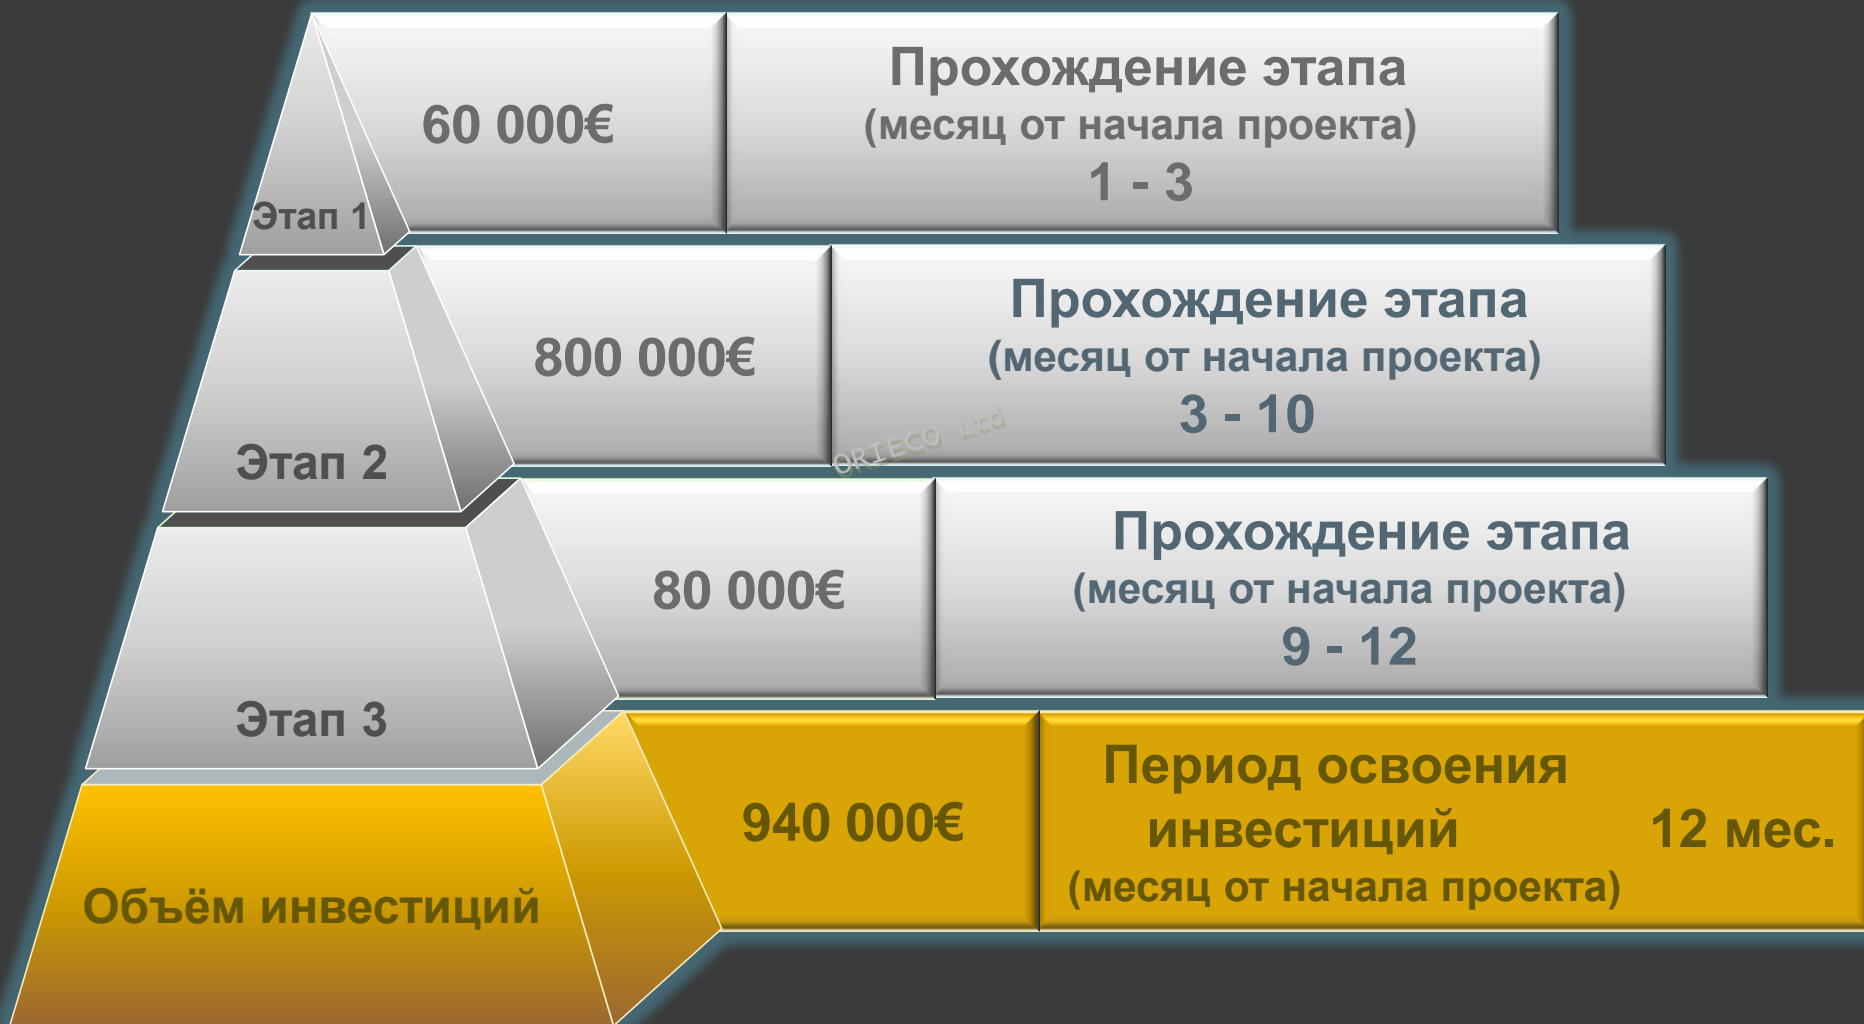 60 000€
Прохождение этапа
(месяц от начала проекта)
1 - 3
Этап 1
800 000€
Прохождение этапа
(месяц от начала проекта)
3 - 10
Этап 2
ORIECO Ltd
80 000€
Прохождение этапа
(месяц от начала проекта)
9 - 12
Этап 3
940 000€
Период освоения
инвестиций 12 мес.
(месяц от начала проекта)
Объём инвестиций